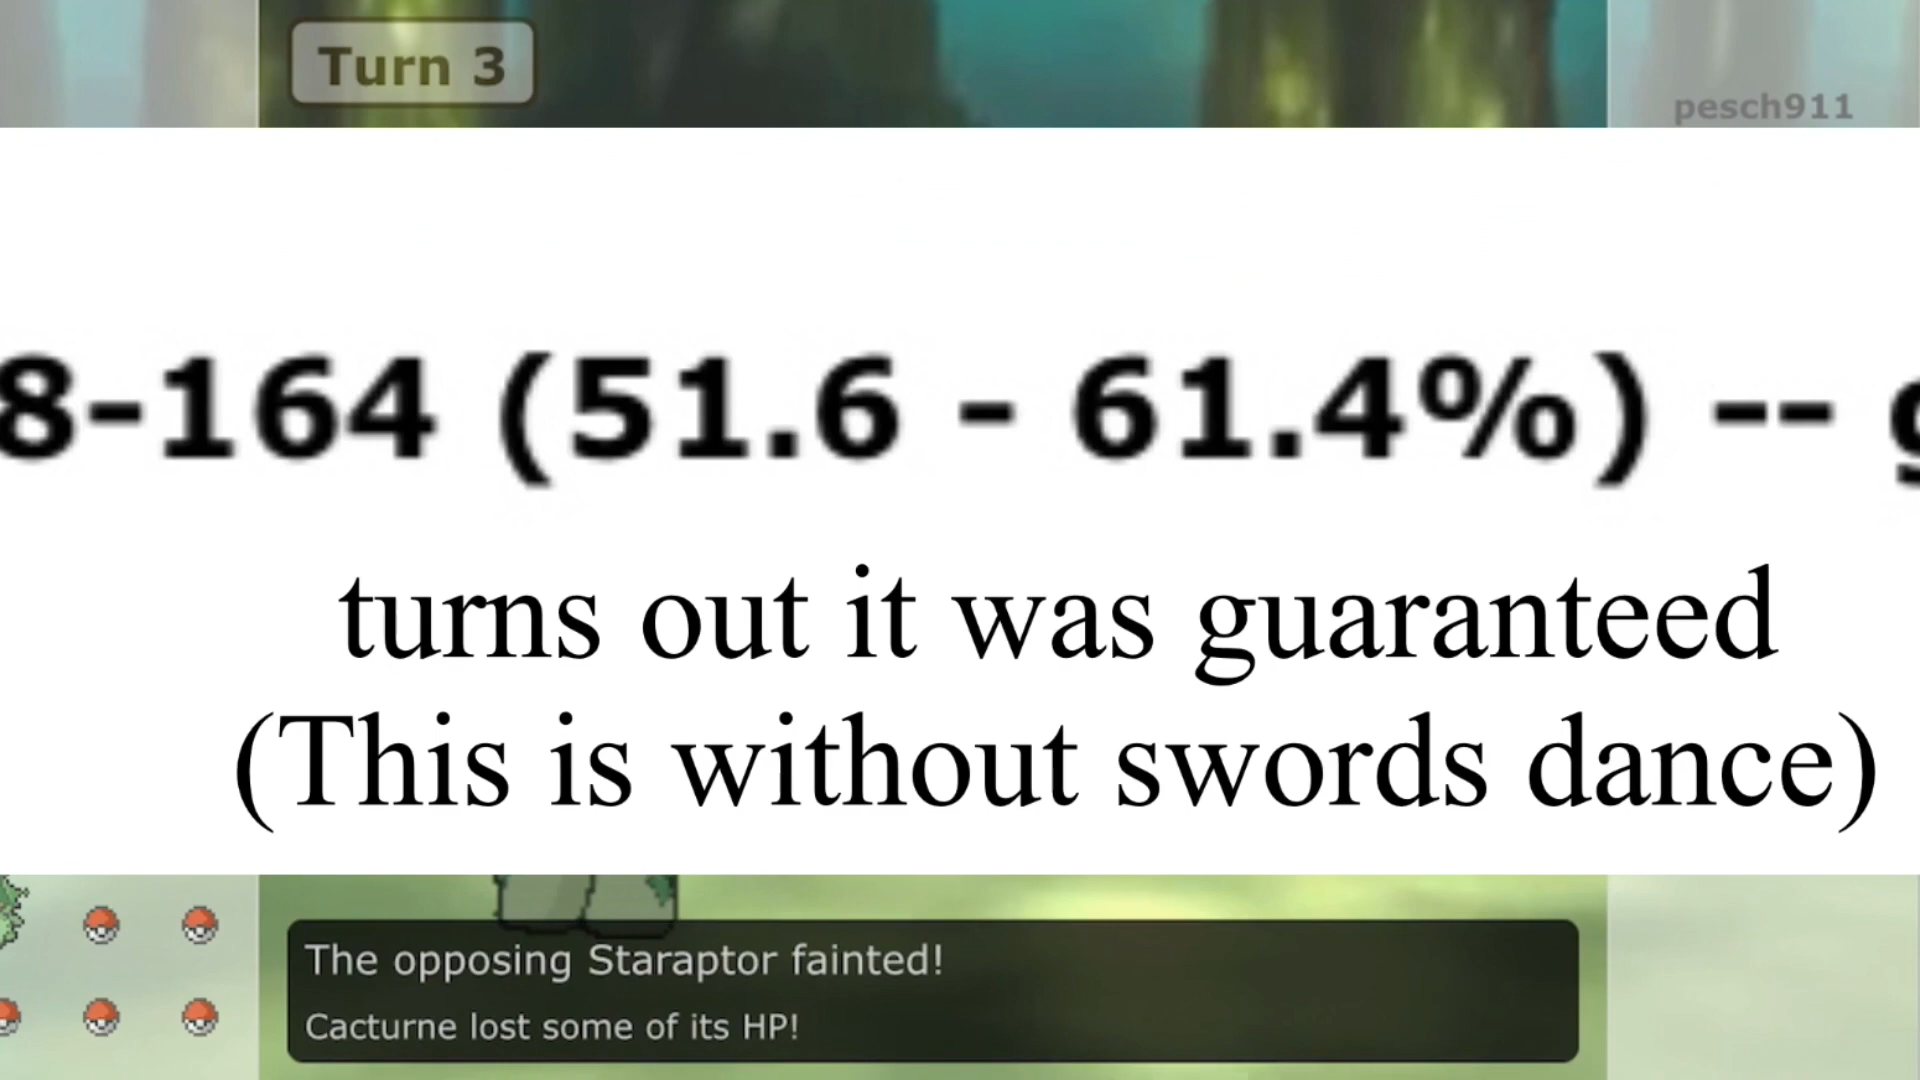 Turn 3
pesch911
8-164 (51.6 - 61.4%) --
turns out it was guaranteed
(This is without swords dance)
The opposing Staraptor fainted!
Cacturne lost some of its HP!